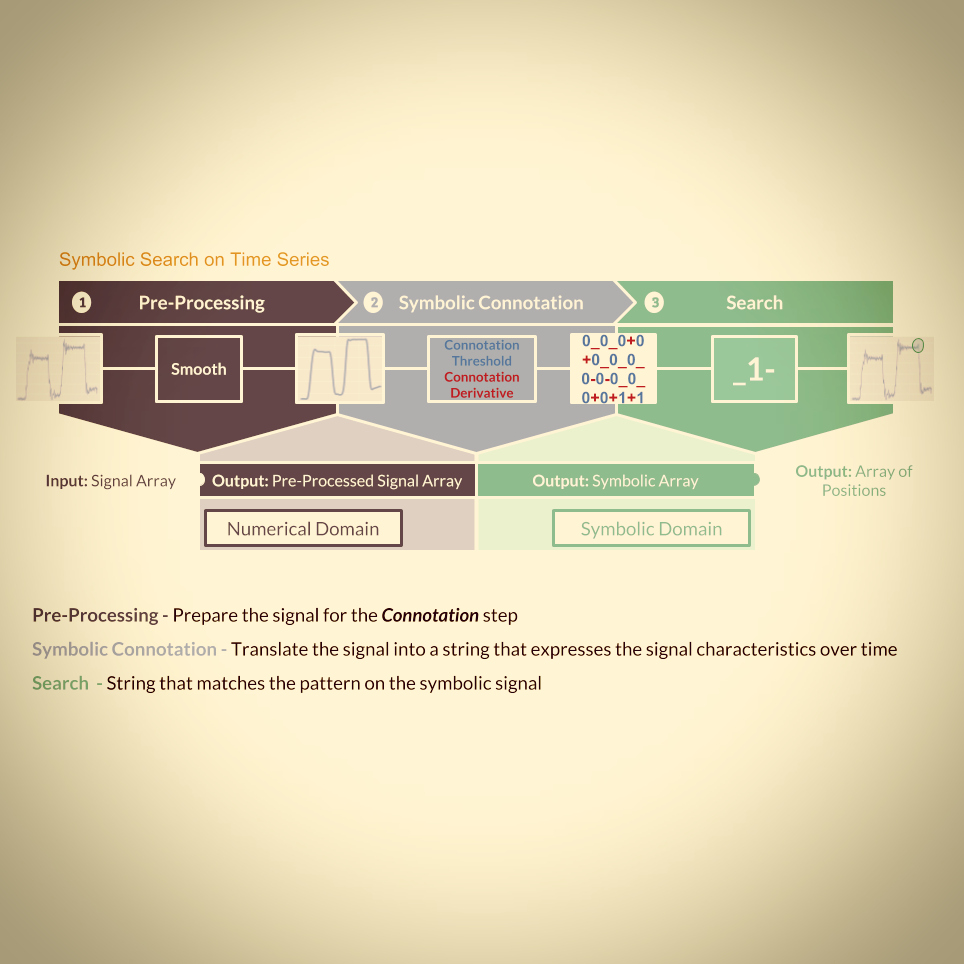 Symbolic Search on Time Series
1 Pre-Processing
2 Symbolic Connotation
3 Search
Smooth
Connotation
Threshold
Connotation
Derivative
0_0_0+0
+0_0_0_
0-0-0_0_
0+0+1+1
_1-
Input: Signal Array
Output: Pre-Processed Signal Array
Output: Symbolic Array
Output: Array of
Positions
Numerical Domain
Symbolic Domain
Pre-Processing - Prepare the signal for the Connotation step
Symbolic Connotation - Translate the signal into a string that expresses the signal characteristics over time
Search - String that matches the pattern on the symbolic signal